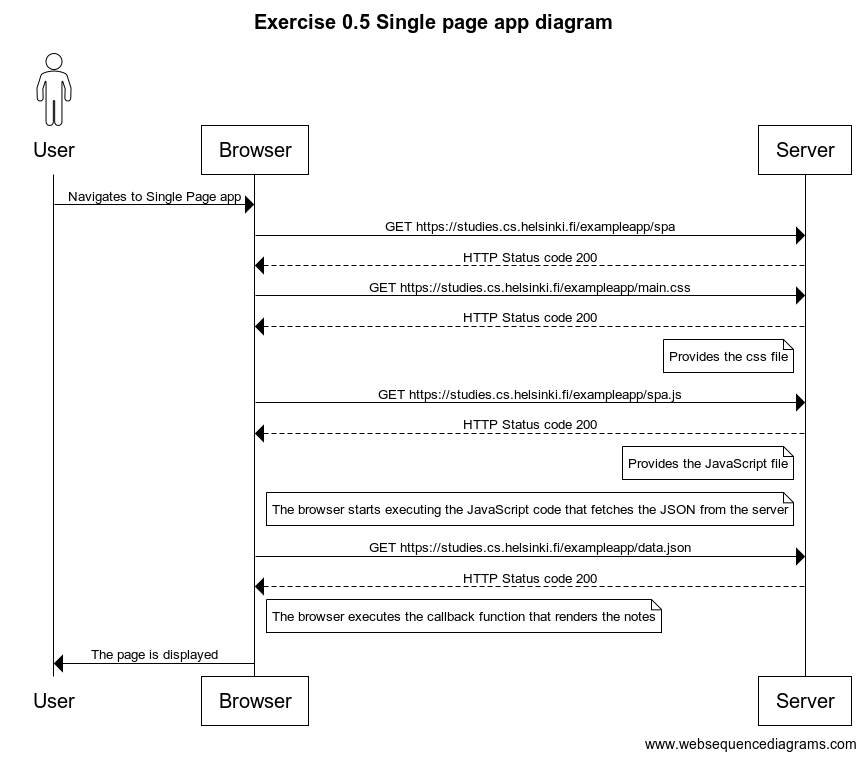 Exercise 0.5 Single page app diagram
User
Browser
Server
Navigates to Single Page app
GET https://studies.cs.helsinki.fi/exampleapp/spa
HTTP Status code 200
GET https://studies.cs.helsinki.fi/exampleapp/main.css
HTTP Status code 200
Provides the css file
GET https://studies.cs.helsinki.fi/exampleapp/spa.js
HTTP Status code 200
Provides the JavaScript file
The browser starts executing the JavaScript code that fetches the JSON from the server
GET https://studies.cs.helsinki.fi/exampleapp/data.json
HTTP Status code 200
The browser executes the callback function that renders the notes
The page is displayed
User
Browser
Server
www.websequencediagrams.com